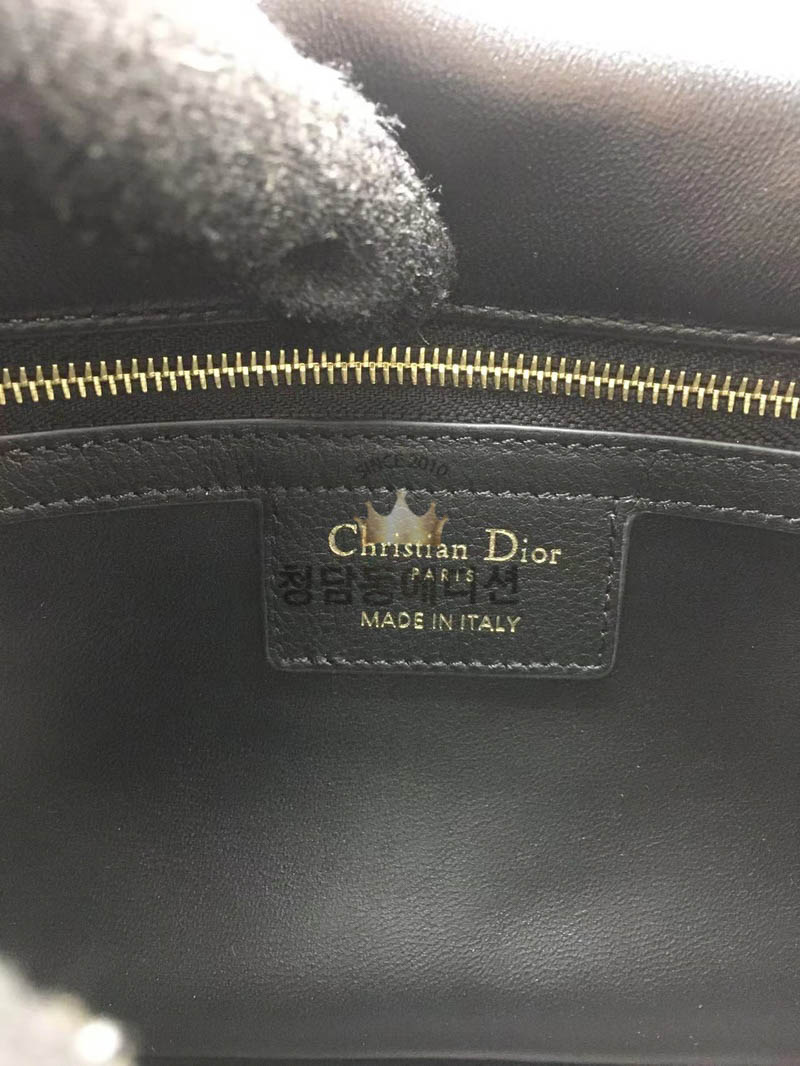 SINCE 2010
Christian Dior
PARIS
청담동에디션
MADE IN ITALY